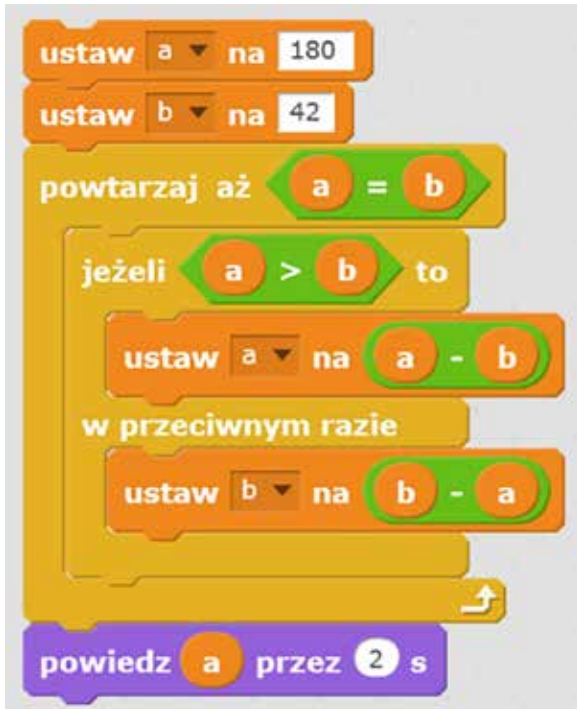 ustaw a na 180
ustaw b na 42
powtarzaj aż a = b
jeżeli a > b to
ustaw a na a - b
w przeciwnym razie
ustaw b na b - a
powiedz a przez 2 s